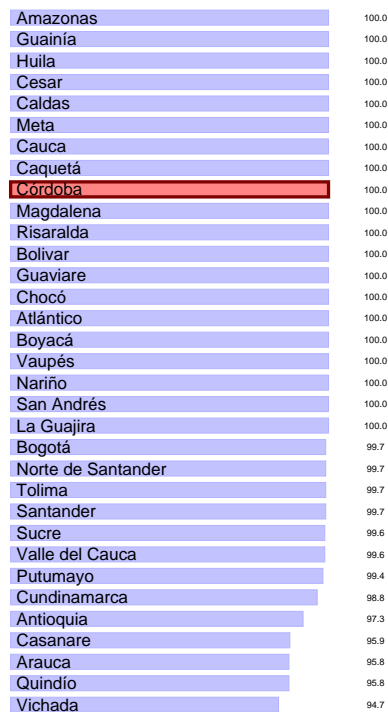 Amazonas 100.0
Guainía 100.0
Huila 100.0
Cesar 100.0
Caldas 100.0
Meta 100.0
Cauca 100.0
Caquetá 100.0
Córdoba 100.0
Magdalena 100.0
Risaralda 100.0
Bolivar 100.0
Guaviare 100.0
Chocó 100.0
Atlántico 100.0
Boyacá 100.0
Vaupés 100.0
Nariño 100.0
San Andrés 100.0
La Guajira 100.0
Bogotá 99.7
Norte de Santander 99.7
Tolima 99.7
Santander 99.7
Sucre 99.6
Valle del Cauca 99.6
Putumayo 99.4
Cundinamarca 98.8
Antioquia 97.3
Casanare 95.9
Arauca 95.8
Quindío 95.8
Vichada 94.7